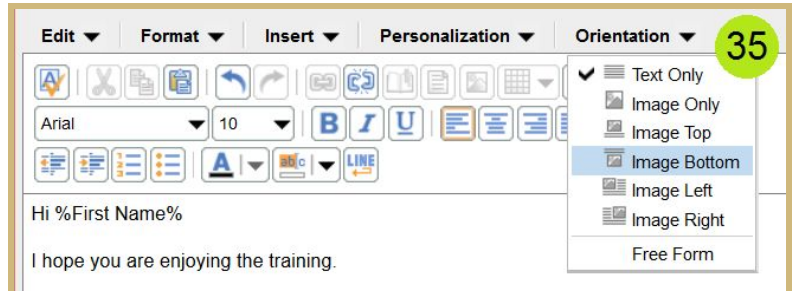 Edit Format Insert Personalization Orientation
35
Text Only
Image Only
Image Top
Image Bottom
Image Left
Image Right
Free Form
Arial 10 B I U
A ab c LINE
Hi %First Name%
I hope you are enjoying the training.